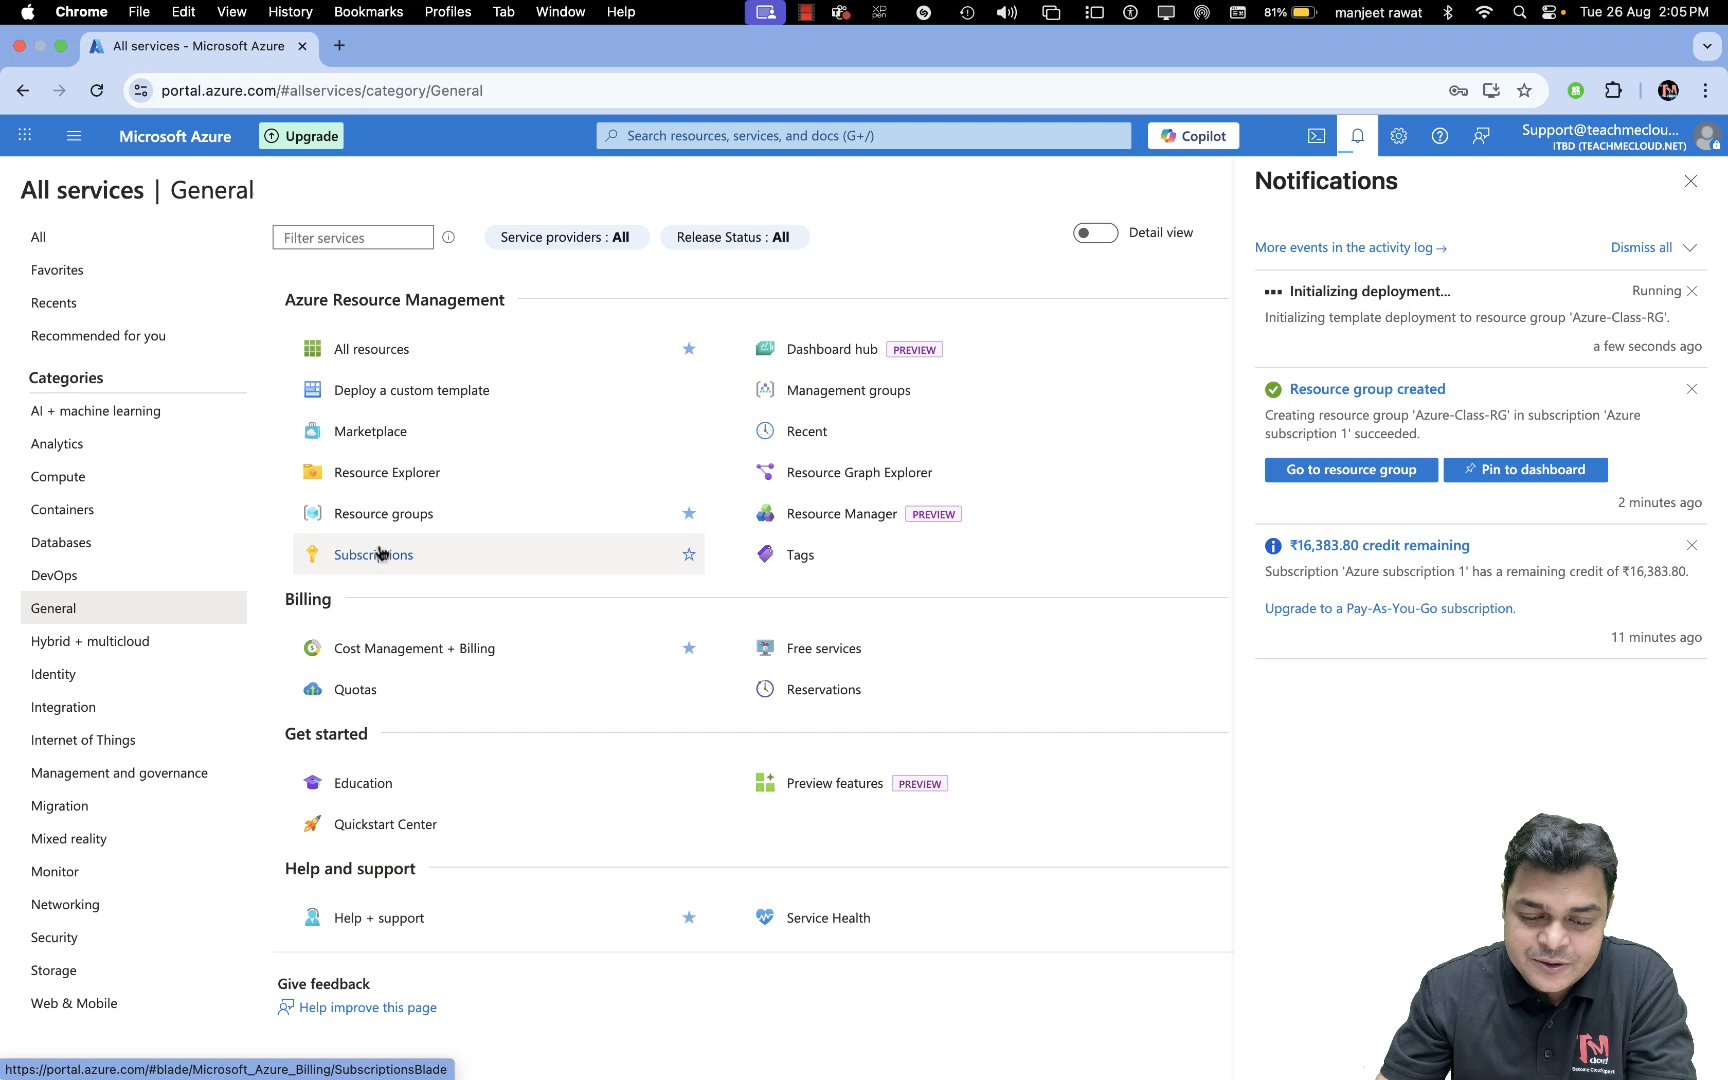 Chrome File Edit View History Bookmarks Profiles Tab Window Help
XP PEN
81%
manjeet rawat
Tue 26 Aug 2:05 PM
All services - Microsoft Azure
portal.azure.com/#allservices/category/General
Microsoft Azure
Upgrade
Search resources, services, and docs (G+/)
Copilot
Support@teachmeclou...
ITBD (TEACHMECLOUD.NET)
All services | General
All
Favorites
Recents
Recommended for you
Categories
AI + machine learning
Analytics
Compute
Containers
Databases
DevOps
General
Hybrid + multicloud
Identity
Integration
Internet of Things
Management and governance
Migration
Mixed reality
Monitor
Networking
Security
Storage
Web & Mobile
Filter services
Service providers : All
Release Status : All
Detail view
Azure Resource Management
All resources
Dashboard hub PREVIEW
Deploy a custom template
Management groups
Marketplace
Recent
Resource Explorer
Resource Graph Explorer
Resource groups
Resource Manager PREVIEW
Subscriptions
Tags
Billing
Cost Management + Billing
Free services
Quotas
Reservations
Get started
Education
Preview features PREVIEW
Quickstart Center
Help and support
Help + support
Service Health
Give feedback
Help improve this page
Notifications
More events in the activity log →
Dismiss all
Initializing deployment...
Running
Initializing template deployment to resource group 'Azure-Class-RG'.
a few seconds ago
Resource group created
Creating resource group 'Azure-Class-RG' in subscription 'Azure
subscription 1' succeeded.
Go to resource group
Pin to dashboard
2 minutes ago
₹16,383.80 credit remaining
Subscription 'Azure subscription 1' has a remaining credit of ₹16,383.80.
Upgrade to a Pay-As-You-Go subscription.
11 minutes ago
cloud
https://portal.azure.com/#blade/Microsoft_Azure_Billing/SubscriptionsBlade